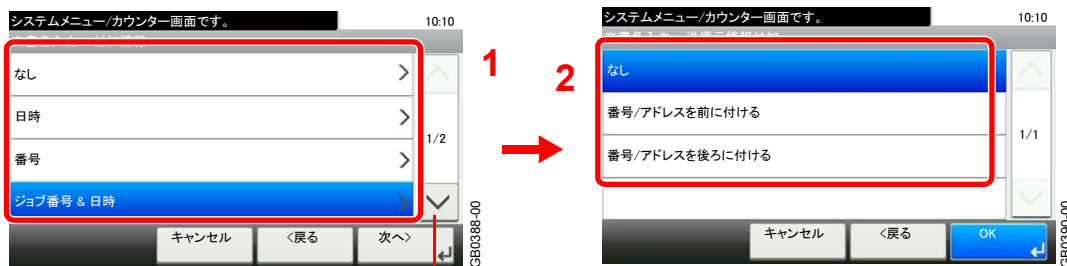 システムメニュー/カウンター画面です。
10:10
なし
日時
番号
ジョブ番号 & 日時
1/2
キャンセル
<戻る
次へ>
GB0388-00
1
2
システムメニュー/カウンター画面です。
10:10
なし
番号/アドレスを前に付ける
番号/アドレスを後ろに付ける
1/1
キャンセル
<戻る
OK
GB0390-00